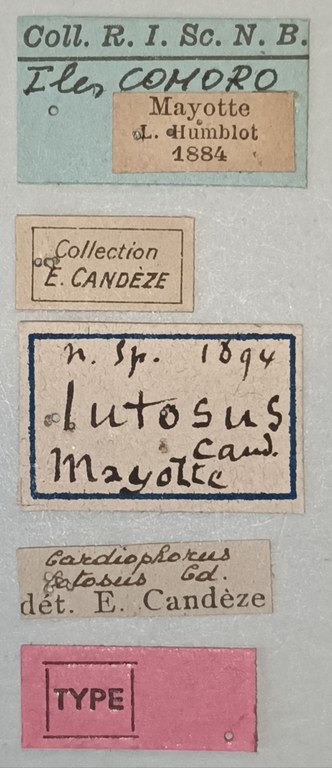 Coll. R. I. Sc. N. B.
Iles COMORO
Mayotte
L. Humblot
1884
Collection
E. CANDÈZE
n. sp. 1894
lutosus
Cand.
Mayotte
Cardiophorus
lutosus Cd.
dét. E. Candèze
TYPE